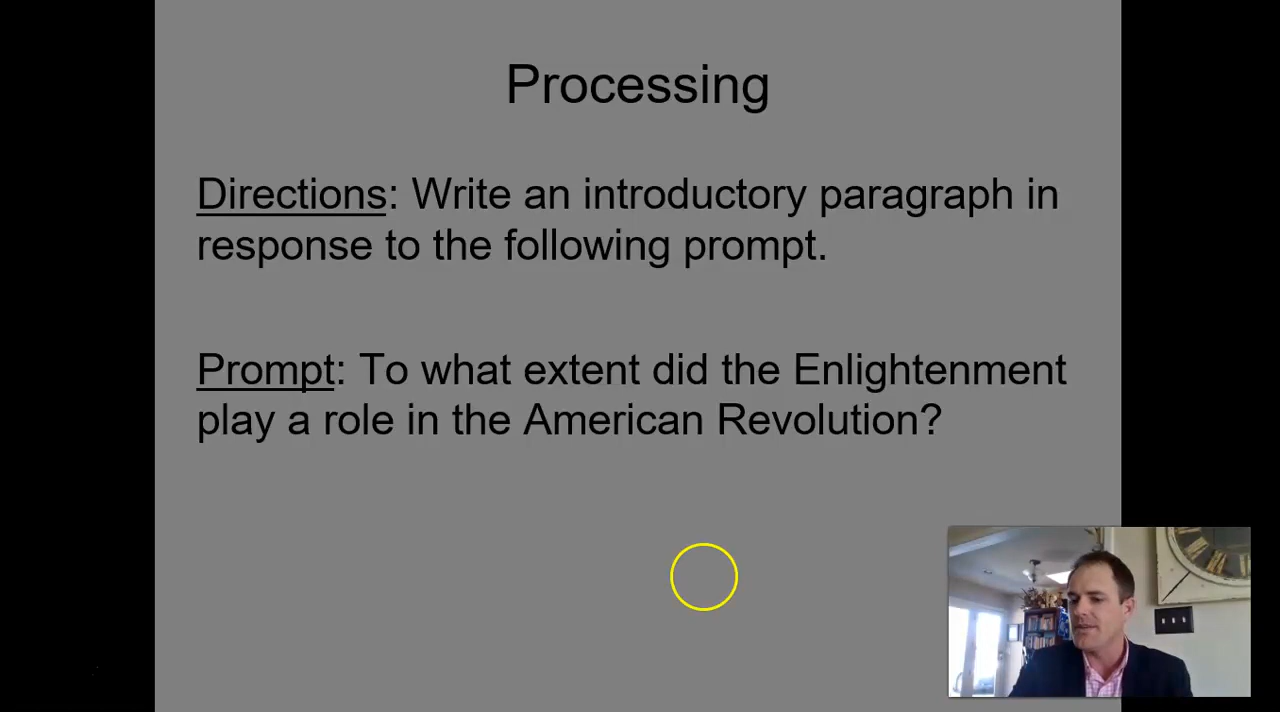 Processing
Directions: Write an introductory paragraph in
response to the following prompt.
Prompt: To what extent did the Enlightenment
play a role in the American Revolution?